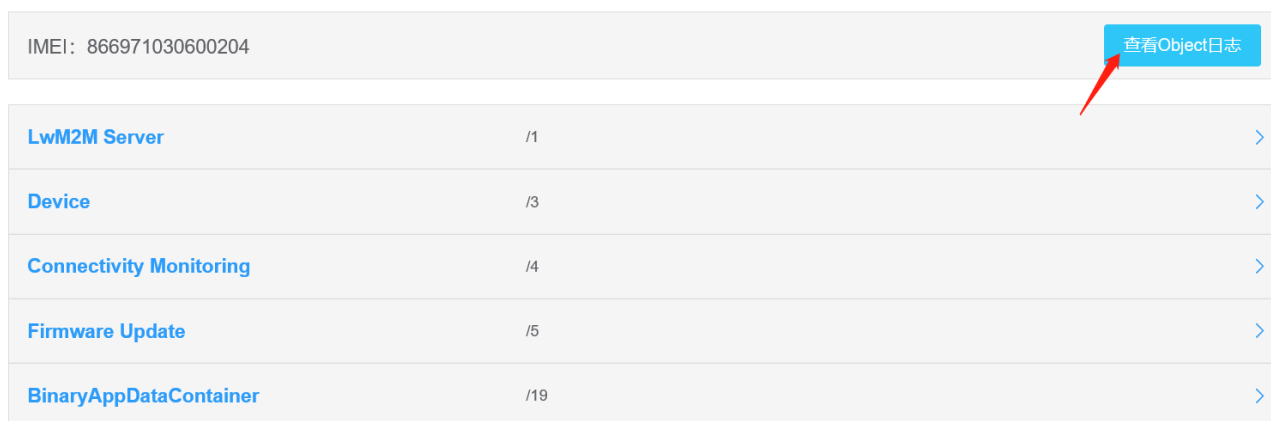 IMEI：866971030600204
查看Object日志
LwM2M Server /1
Device /3
Connectivity Monitoring /4
Firmware Update /5
BinaryAppDataContainer /19